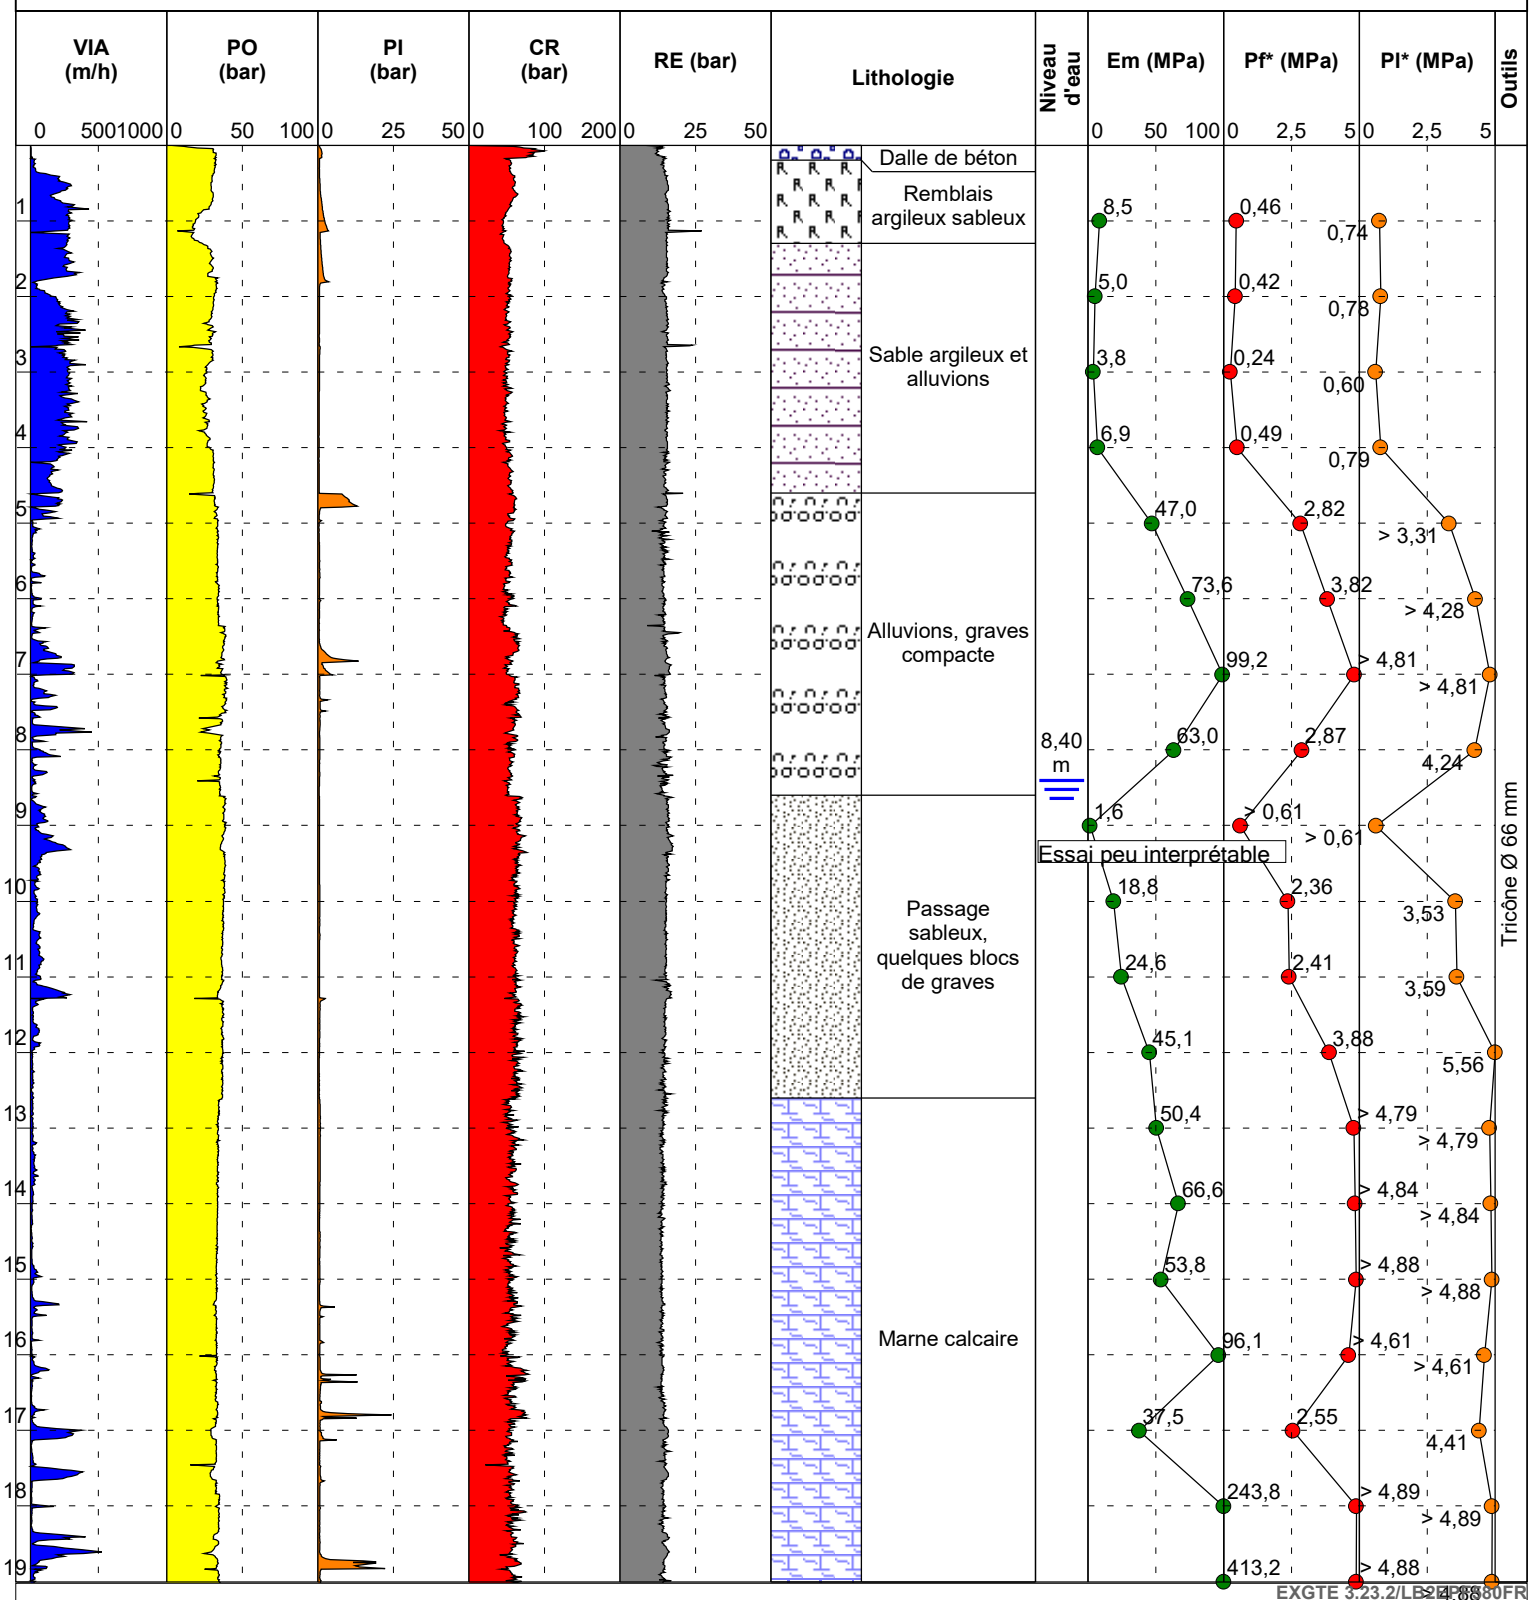 VIA
(m/h)
PO
(bar)
PI
(bar)
CR
(bar)
RE (bar)
Lithologie
Niveau
d'eau
Em (MPa)
Pf* (MPa)
Pl* (MPa)
Outils
0 500 1000
0 50 100
0 25 50
0 100 200
0 25 50
0 50 100
0 2,5 5
0 2,5 5
Dalle de béton
Remblais
argileux sableux
1
8,5
0,46
0,74
2
5,0
0,42
0,78
3
Sable argileux et
alluvions
3,8
0,24
0,60
4
6,9
0,49
0,79
5
47,0
2,82
> 3,31
6
73,6
3,82
> 4,28
Alluvions, graves
compacte
7
99,2
> 4,81
> 4,81
8
8,40
m
63,0
2,87
4,24
9
1,6
> 0,61
> 0,61
Essai peu interprétable
10
18,8
2,36
3,53
Passage
sableux,
quelques blocs
de graves
11
24,6
2,41
3,59
12
45,1
3,88
5,56
13
50,4
> 4,79
> 4,79
14
66,6
> 4,84
> 4,84
15
53,8
> 4,88
> 4,88
16
Marne calcaire
96,1
> 4,61
> 4,61
17
37,5
2,55
4,41
18
243,8
> 4,89
> 4,89
19
413,2
> 4,88
> 4,88
Tricône Ø 66 mm
EXGTE 3.23.2/